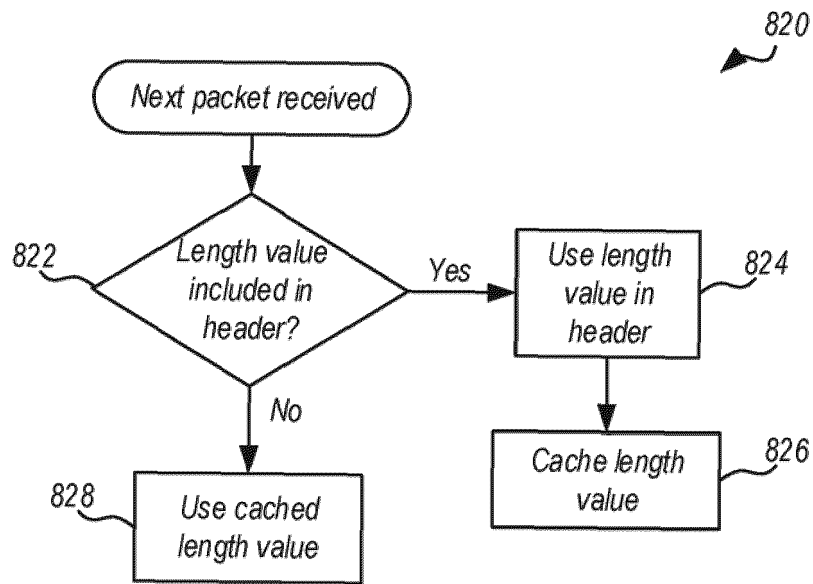 820
Next packet received
822
Length value
included in
header?
Yes
Use length
value in
header
824
No
Cache length
value
826
828
Use cached
length value